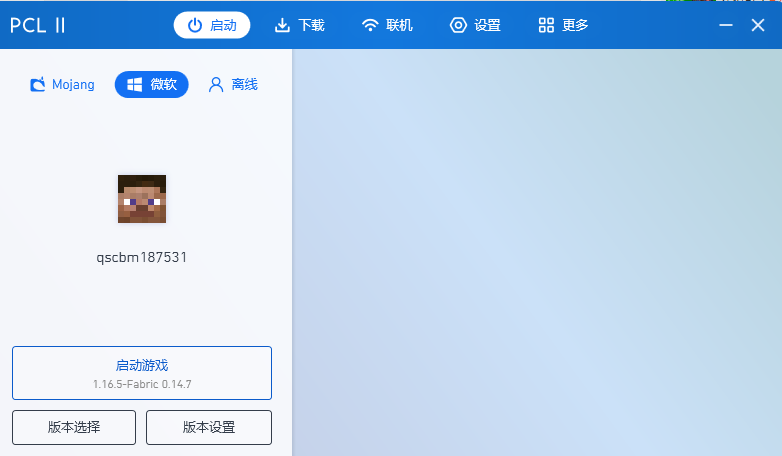 PCL II 启动 下载 联机 设置 更多
Mojang 微软 离线
qscbm187531
启动游戏
1.16.5-Fabric 0.14.7
版本选择 版本设置